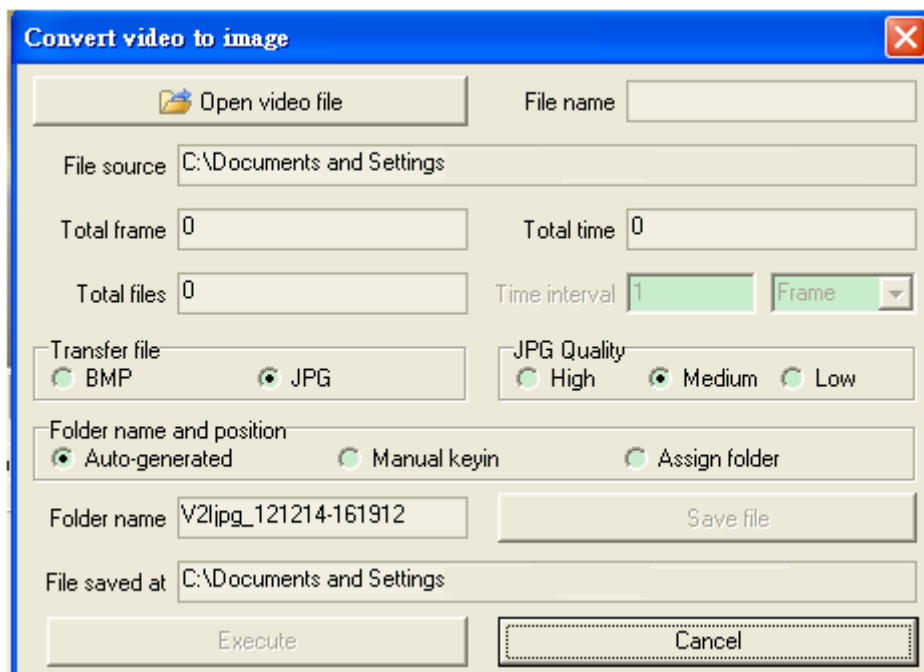 Convert video to image
Open video file File name
File source C:\Documents and Settings
Total frame 0 Total time 0
Total files 0 Time interval 1 Frame
Transfer file JPG Quality
BMP JPG High Medium Low
Folder name and position
Auto-generated Manual keyin Assign folder
Folder name V2Ijpg_121214-161912 Save file
File saved at C:\Documents and Settings
Execute Cancel